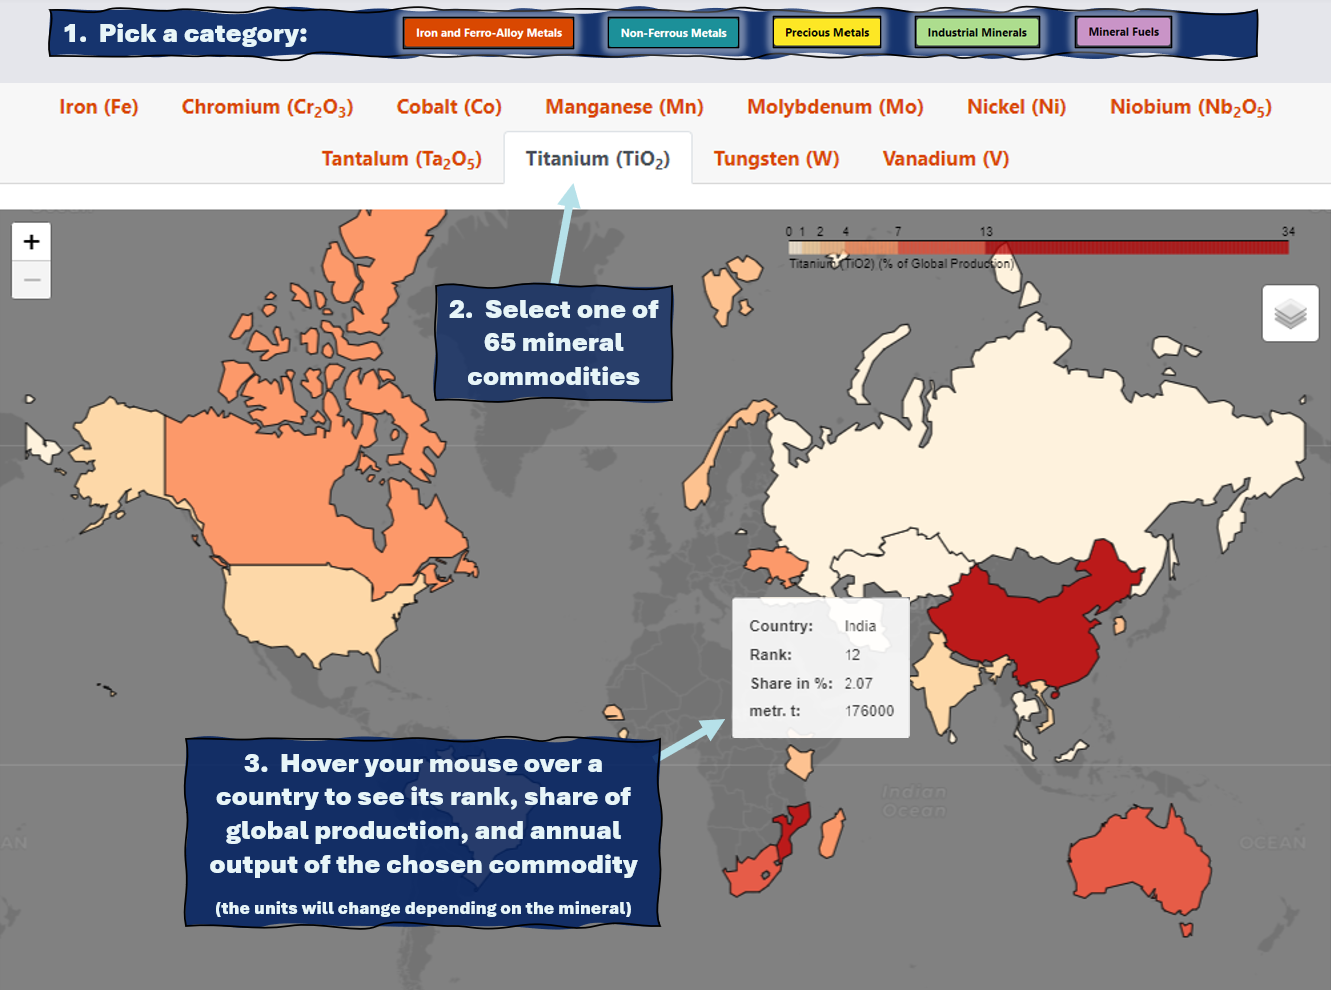 1. Pick a category:
Iron and Ferro-Alloy Metals
Non-Ferrous Metals
Precious Metals
Industrial Minerals
Mineral Fuels
Iron (Fe)
Chromium (Cr₂O₃)
Cobalt (Co)
Manganese (Mn)
Molybdenum (Mo)
Nickel (Ni)
Niobium (Nb₂O₅)
Tantalum (Ta₂O₅)
Titanium (TiO₂)
Tungsten (W)
Vanadium (V)
+
−
0 1 2 4 7 13 34
Titanium (TiO2) (% of Global Production)
2. Select one of
65 mineral
commodities
Country: India
Rank: 12
Share in %: 2.07
metr. t: 176000
3. Hover your mouse over a
country to see its rank, share of
global production, and annual
output of the chosen commodity
(the units will change depending on the mineral)
Indian
Ocean
AN
OCEAN